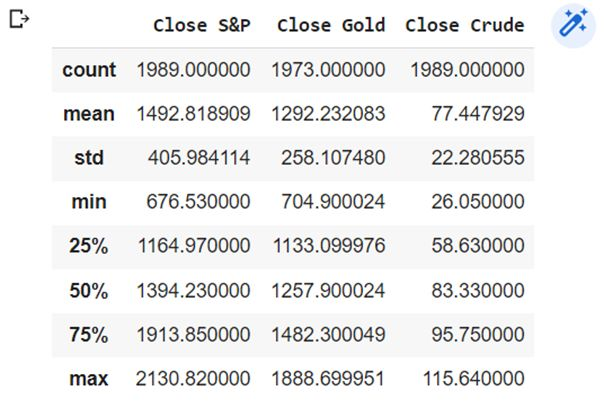 Close S&P Close Gold Close Crude
count 1989.000000 1973.000000 1989.000000
mean 1492.818909 1292.232083 77.447929
std 405.984114 258.107480 22.280555
min 676.530000 704.900024 26.050000
25% 1164.970000 1133.099976 58.630000
50% 1394.230000 1257.900024 83.330000
75% 1913.850000 1482.300049 95.750000
max 2130.820000 1888.699951 115.640000